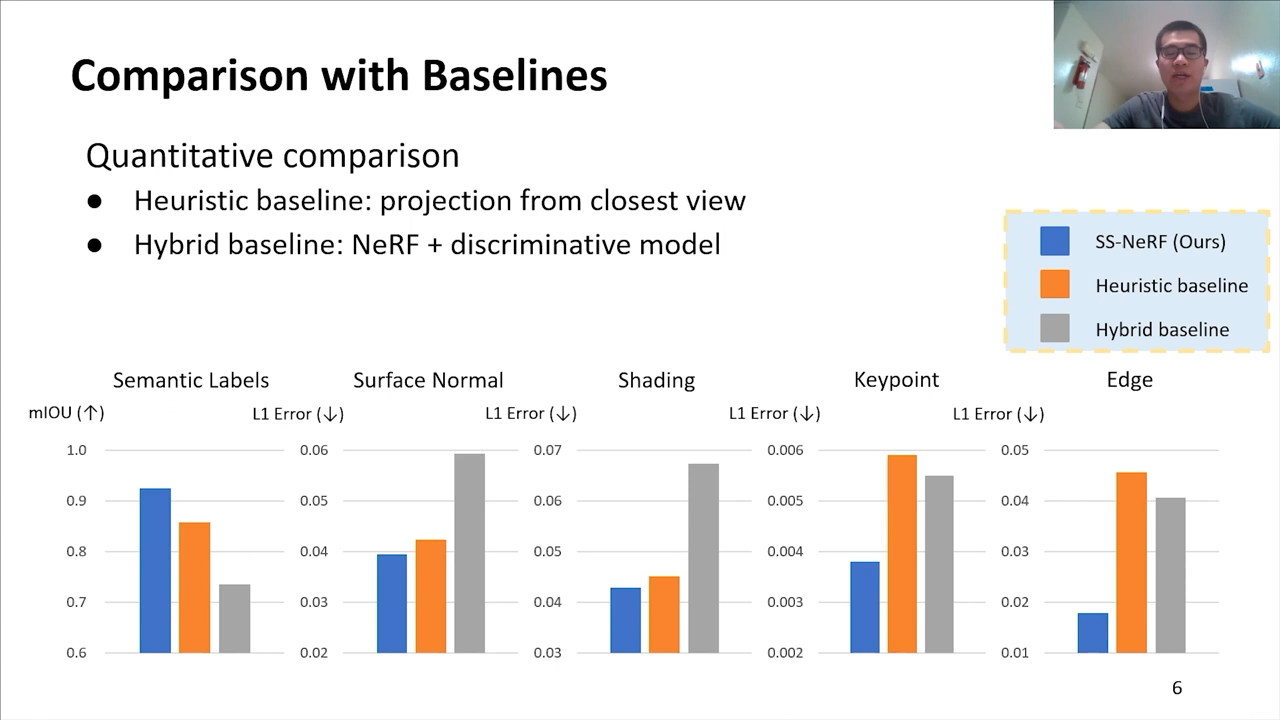 Comparison with Baselines
Quantitative comparison
● Heuristic baseline: projection from closest view
● Hybrid baseline: NeRF + discriminative model
SS-NeRF (Ours)
Heuristic baseline
Hybrid baseline
Semantic Labels
mIOU (↑)
1.0
0.9
0.8
0.7
0.6
Surface Normal
L1 Error (↓)
0.06
0.05
0.04
0.03
0.02
Shading
L1 Error (↓)
0.07
0.06
0.05
0.04
0.03
Keypoint
L1 Error (↓)
0.006
0.005
0.004
0.003
0.002
Edge
L1 Error (↓)
0.05
0.04
0.03
0.02
0.01
6